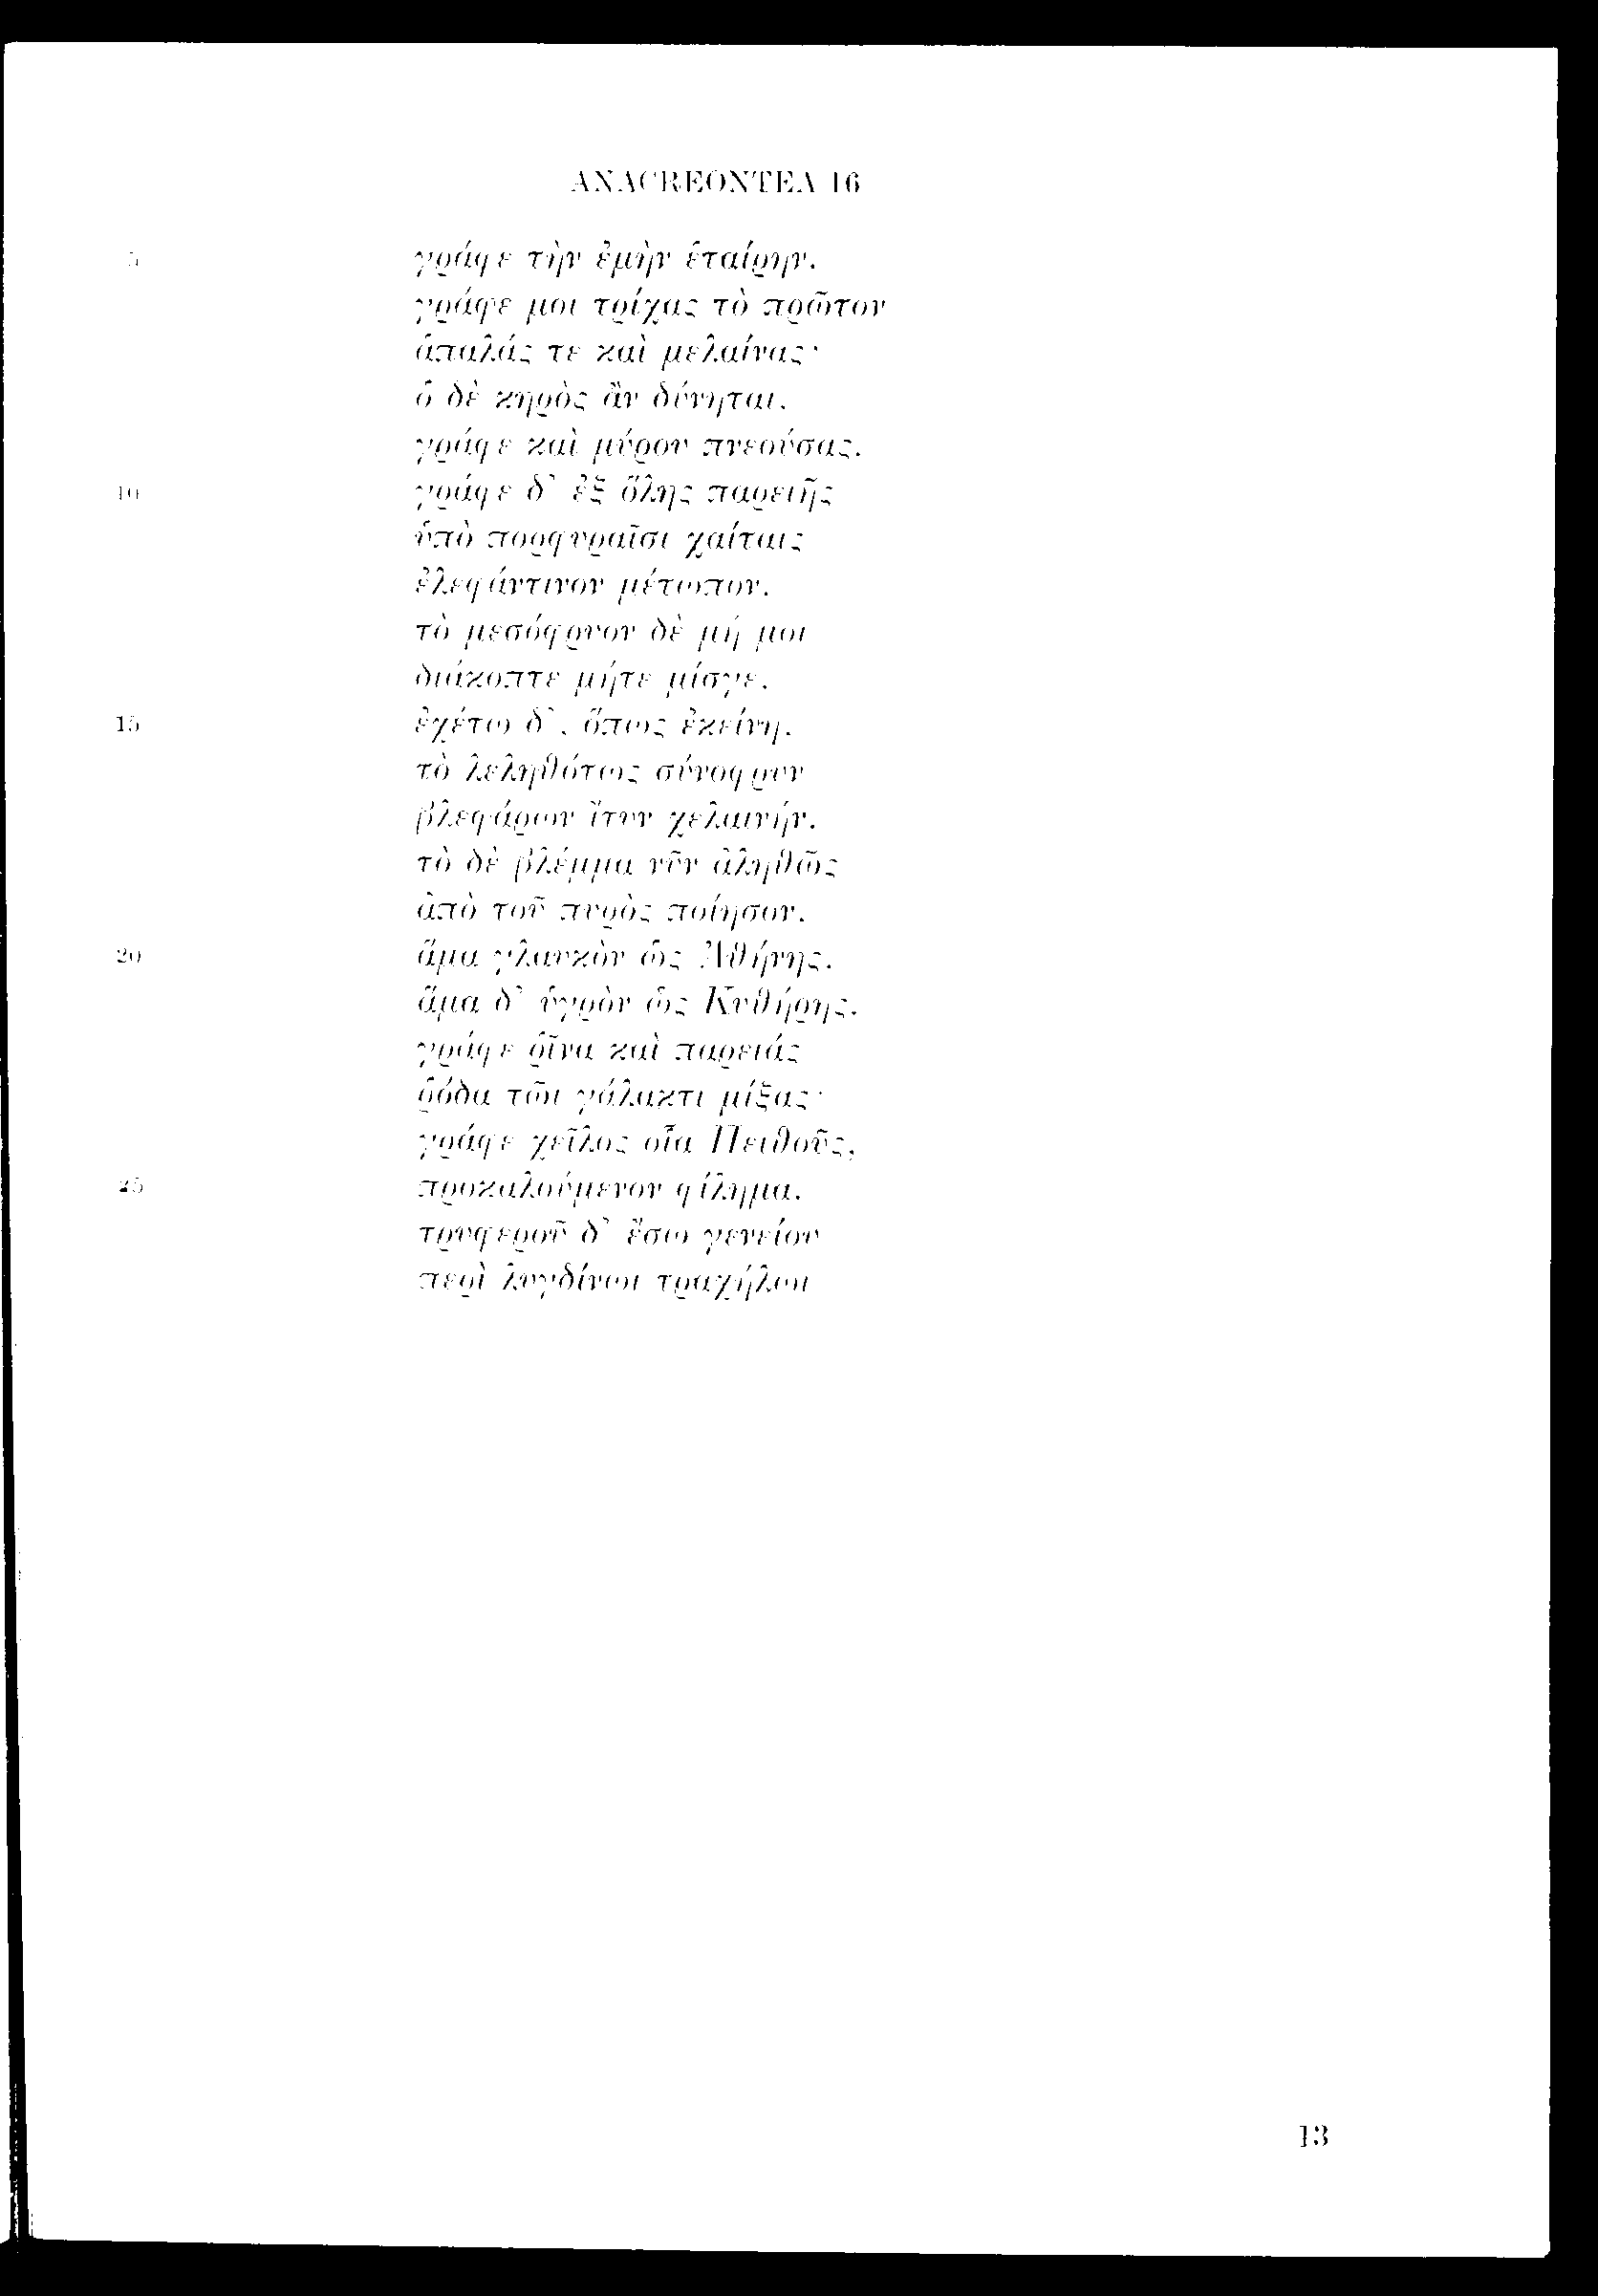 ANACREONTEA 16
5 γράφε τὴν ἐμὴν ἑταίρην.
γράφε μοι τρίχας τὸ πρῶτον
ἁπαλάς τε καὶ μελαίνας·
ὁ δὲ κηρὸς ἂν δύνηται,
γράφε καὶ μύρον πνεούσας.
10 γράφε δ᾽ ἐξ ὅλης παρειῆς
ὑπὸ πορφυραῖσι χαίταις
ἐλεφάντινον μέτωπον.
τὸ μεσόφρυον δὲ μή μοι
διάκοπτε μήτε μίσγε,
15 ἐχέτω δ᾽, ὅπως ἐκείνη,
τὸ λεληθότως σύνοφρυν
βλεφάρων ἴτυν κελαινήν.
τὸ δὲ βλέμμα νῦν ἀληθῶς
ἀπὸ τοῦ πυρὸς ποίησον,
20 ἅμα γλαυκὸν ὡς Ἀθήνης,
ἅμα δ᾽ ὑγρὸν ὡς Κυθήρης.
γράφε ῥῖνα καὶ παρειάς
ῥόδα τῶι γάλακτι μίξας·
γράφε χεῖλος οἷα Πειθοῦς,
25 προκαλούμενον φίλημα.
τρυφεροῦ δ᾽ ἔσω γενείου
περὶ λυγδίνωι τραχήλωι
13